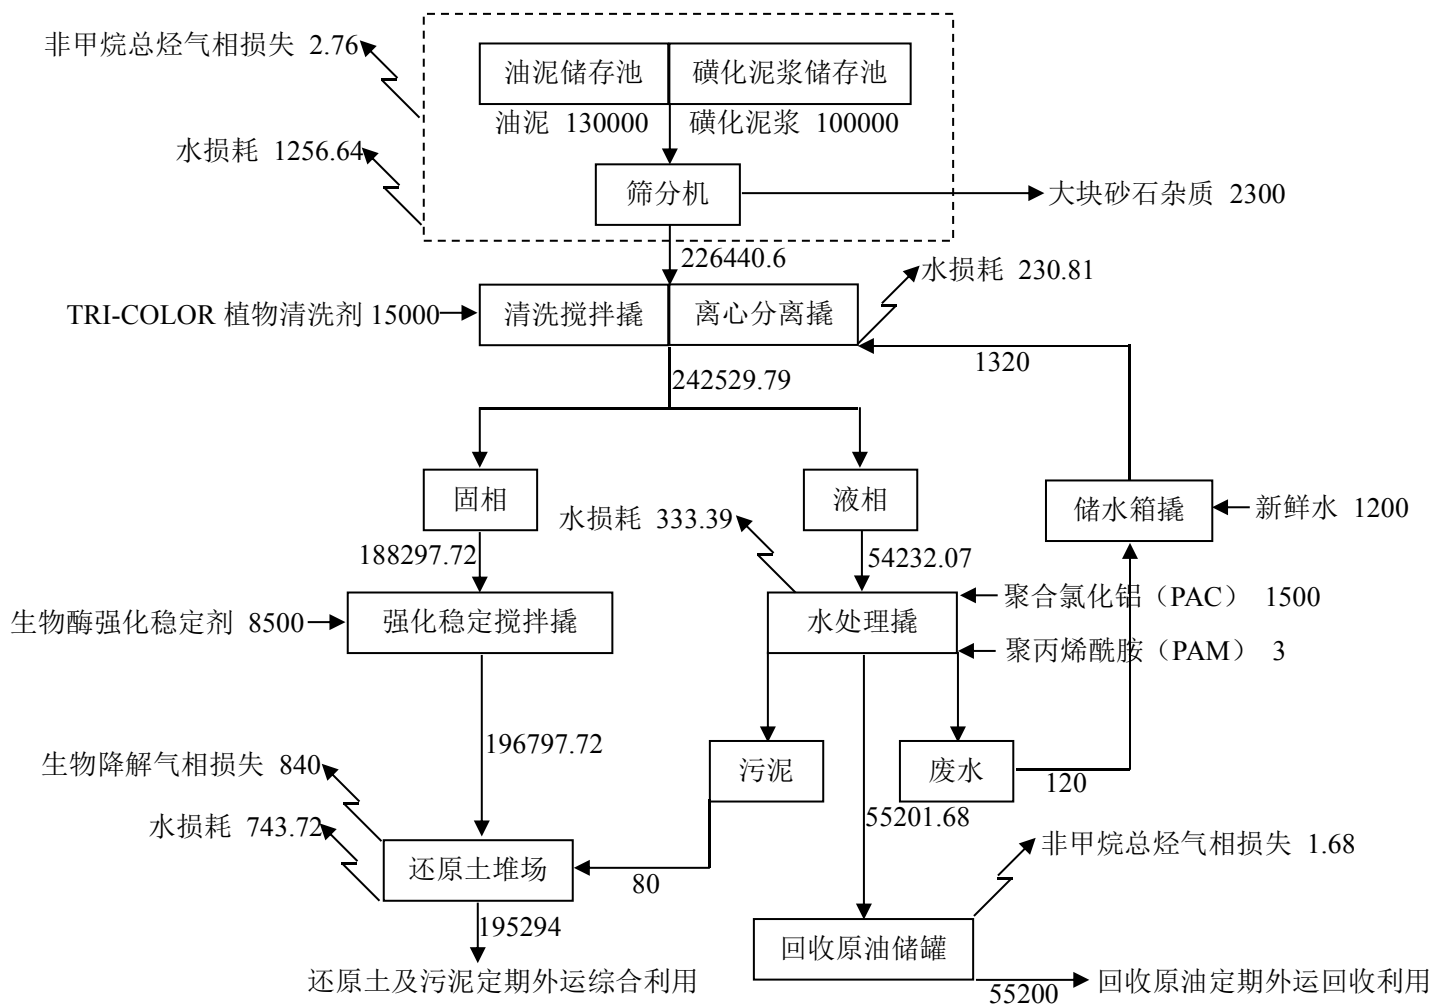 非甲烷总烃气相损失 2.76
油泥储存池
磺化泥浆储存池
油泥 130000
磺化泥浆 100000
水损耗 1256.64
筛分机
大块砂石杂质 2300
226440.6
水损耗 230.81
TRI-COLOR 植物清洗剂 15000
清洗搅拌撬
离心分离撬
1320
242529.79
固相
液相
储水箱撬
新鲜水 1200
水损耗 333.39
188297.72
54232.07
聚合氯化铝（PAC） 1500
生物酶强化稳定剂 8500
强化稳定搅拌撬
水处理撬
聚丙烯酰胺（PAM） 3
196797.72
生物降解气相损失 840
污泥
废水
120
55201.68
水损耗 743.72
非甲烷总烃气相损失 1.68
还原土堆场
80
195294
回收原油储罐
还原土及污泥定期外运综合利用
55200
回收原油定期外运回收利用